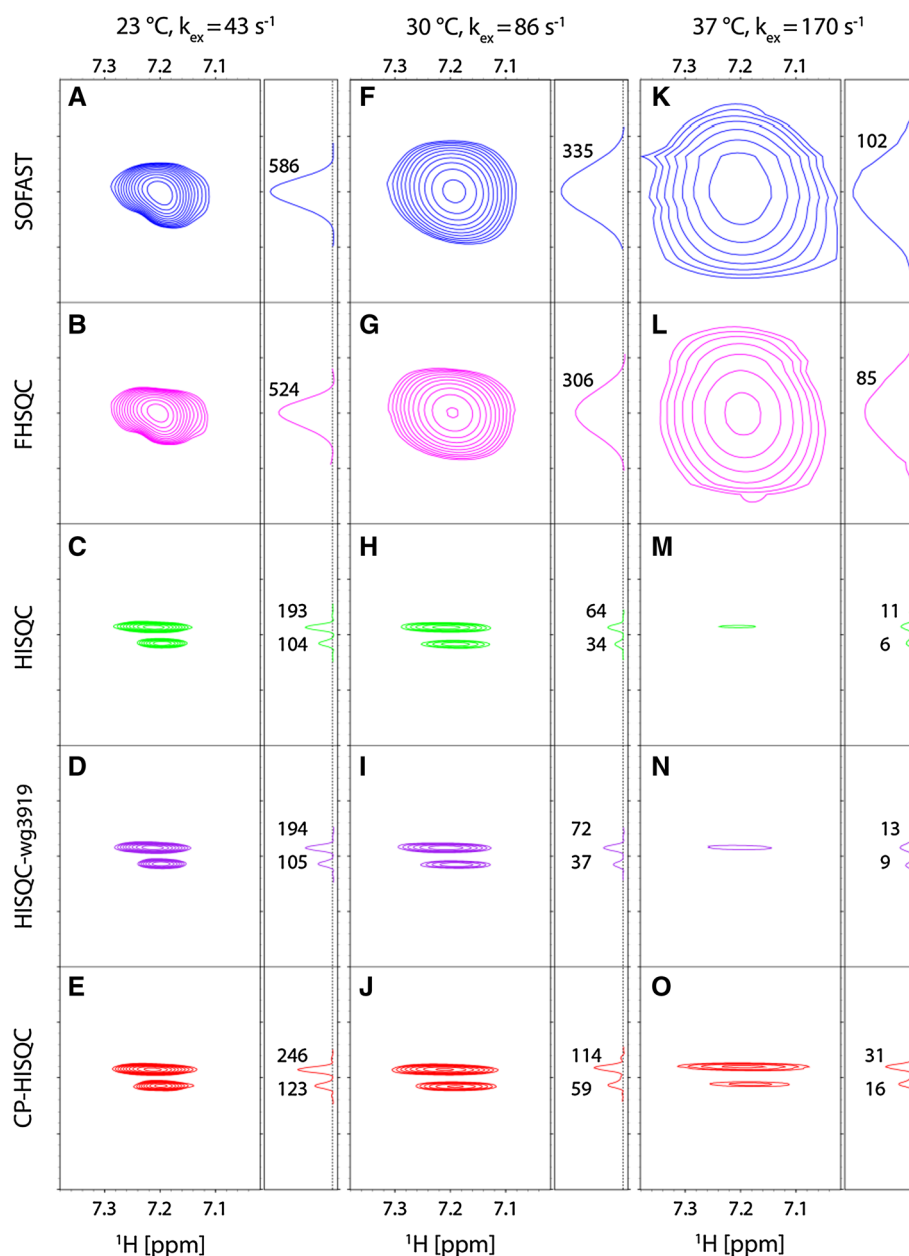 23 °C, kex = 43 s-1 30 °C, kex = 86 s-1 37 °C, kex = 170 s-1
7.3 7.2 7.1 7.3 7.2 7.1 7.3 7.2 7.1
SOFAST
A 586 F 335 K 102
FHSQC
B 524 G 306 L 85
HISQC
C 193 H 64 M 11
104 34 6
HISQC-wg3919
D 194 I 72 N 13
105 37 9
CP-HISQC
E 246 J 114 O 31
123 59 16
7.3 7.2 7.1 7.3 7.2 7.1 7.3 7.2 7.1
1H [ppm] 1H [ppm] 1H [ppm]